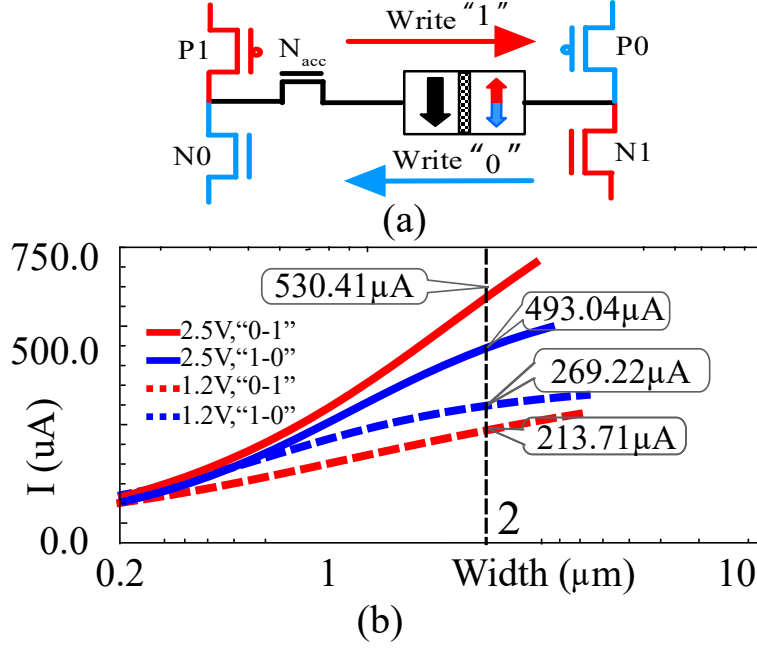 Write “1”
P1
N acc
P0
N0
Write “0”
N1
(a)
750.0
530.41µA
2.5V,“0-1”
493.04µA
2.5V,“1-0”
500.0
1.2V,“0-1”
269.22µA
1.2V,“1-0”
213.71µA
I (uA)
2
0.0
0.2
1
Width (µm)
10
(b)